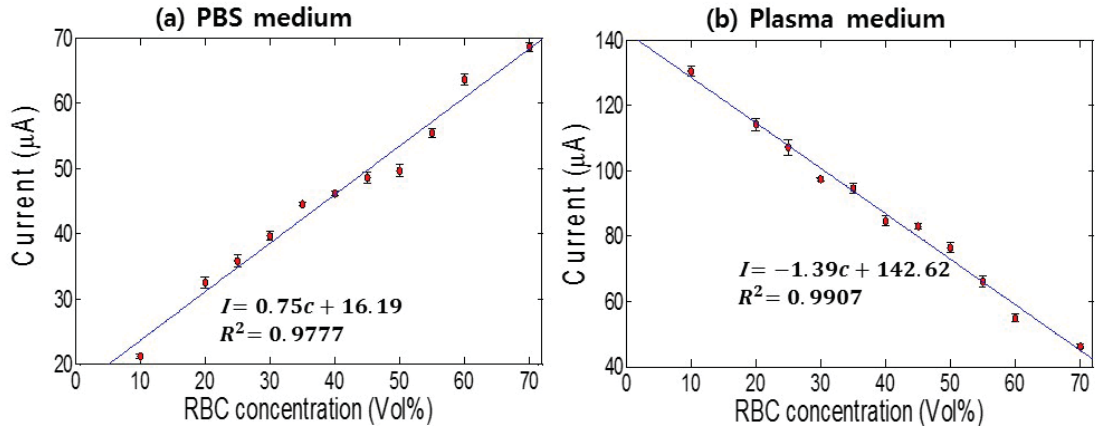 (a) PBS medium
70
60
50
40
30
20
Current (μA)
I= 0.75c + 16.19
R²= 0.9777
0 10 20 30 40 50 60 70
RBC concentration (Vol%)
(b) Plasma medium
140
120
100
80
60
40
Current (μA)
I= −1.39c + 142.62
R²= 0.9907
0 10 20 30 40 50 60 70
RBC concentration (Vol%)